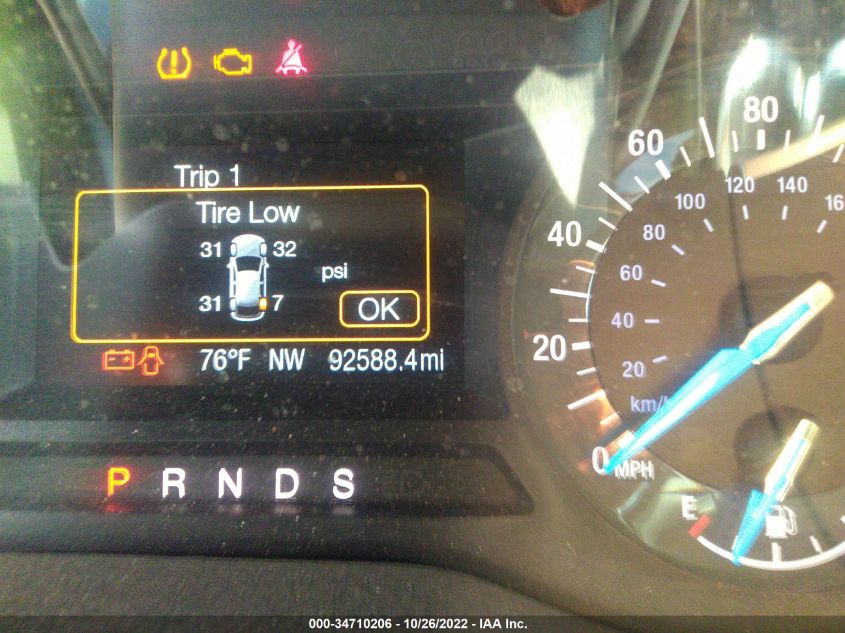 Trip 1
Tire Low
31 32
psi
31 7
OK
76°F NW 92588.4mi
P R N D S
0 20 40 60 80
MPH
20 40 60 80 100 120 140
km/
E
000-34710206 - 10/26/2022 - IAA Inc.